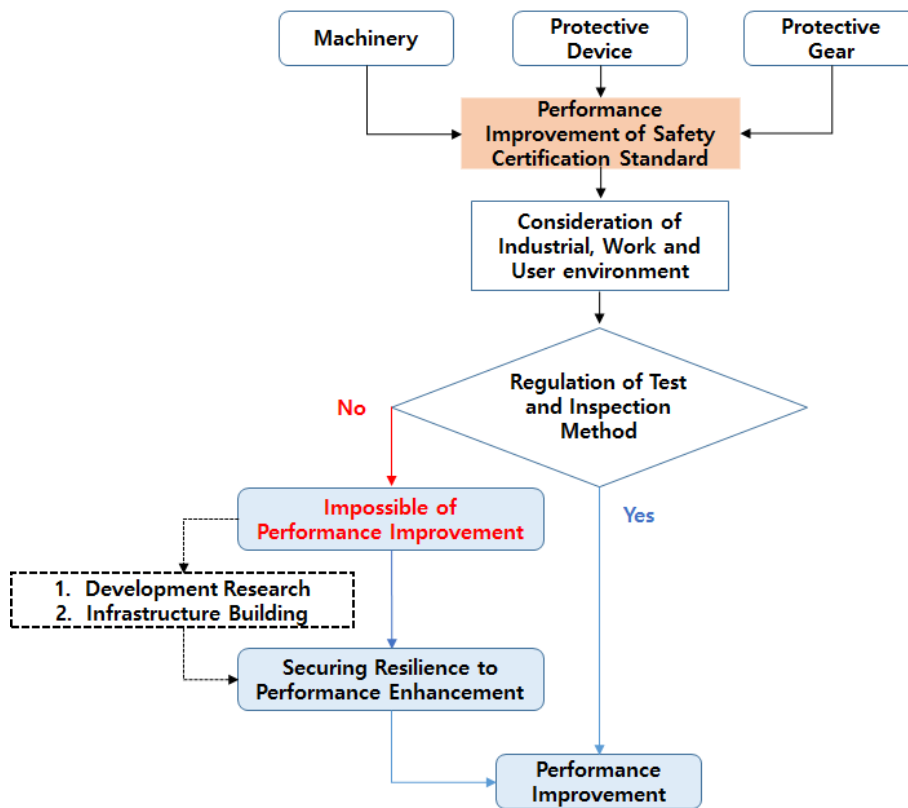 Machinery
Protective
Device
Protective
Gear
Performance
Improvement of Safety
Certification Standard
Consideration of
Industrial, Work and
User environment
Regulation of Test
and Inspection
Method
No
Yes
Impossible of
Performance Improvement
1. Development Research
2. Infrastructure Building
Securing Resilience to
Performance Enhancement
Performance
Improvement